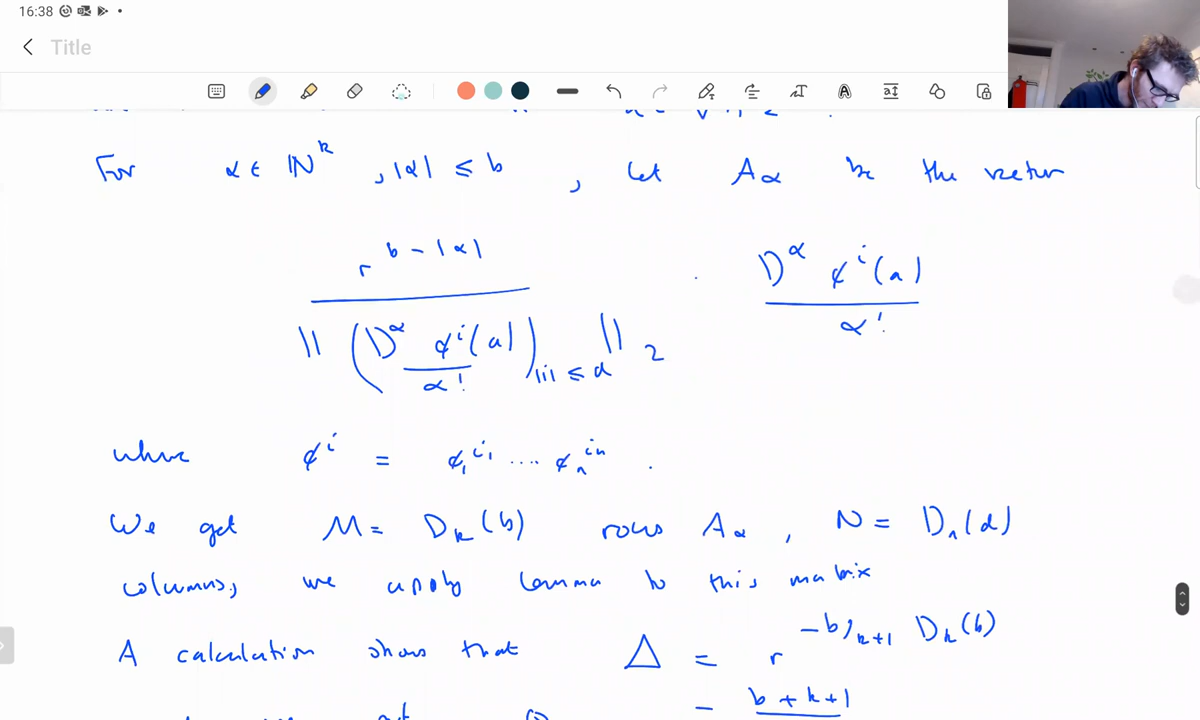 16:38
Title
For α ∈ ℕ^k , |α| ≤ b , let A_α be the vector
r^{b-|α|} / || ( D^α φ^i(a) / α! )_{|i| ≤ d} ||_2 · D^α φ^i(a) / α!
where φ^i = φ_1^{i_1} .... φ_n^{i_n} .
We get M = D_k(b) rows A_α , N = D_n(d)
columns, we apply lemma to this matrix
A calculation shows that Δ = r^{-b/k+1 D_k(b)}
b + k + 1